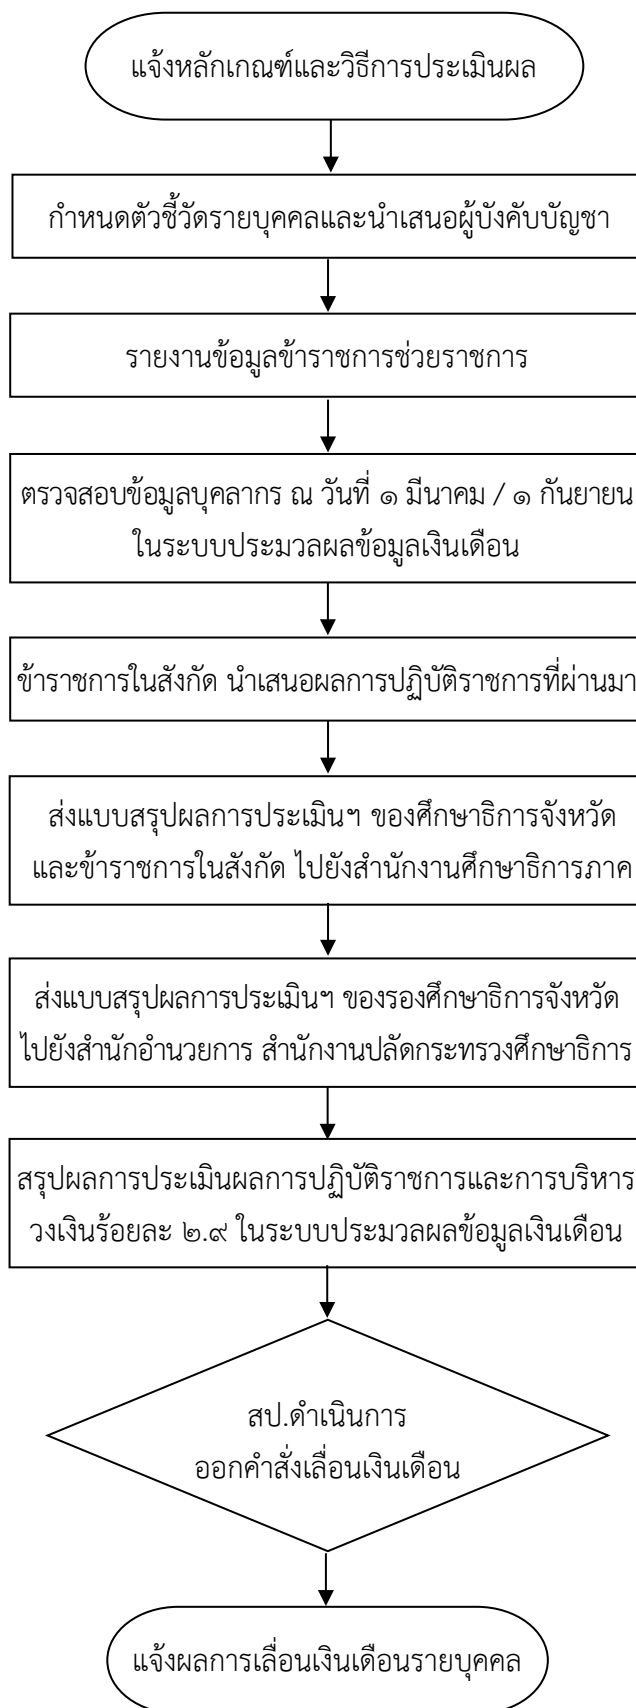 แจ้งหลักเกณฑ์และวิธีการประเมินผล
กำหนดตัวชี้วัดรายบุคคลและนำเสนอผู้บังคับบัญชา
รายงานข้อมูลข้าราชการช่วยราชการ
ตรวจสอบข้อมูลบุคลากร ณ วันที่ ๑ มีนาคม / ๑ กันยายน
ในระบบประมวลผลข้อมูลเงินเดือน
ข้าราชการในสังกัด นำเสนอผลการปฏิบัติราชการที่ผ่านมา
ส่งแบบสรุปผลการประเมินฯ ของศึกษาธิการจังหวัด
และข้าราชการในสังกัด ไปยังสำนักงานศึกษาธิการภาค
ส่งแบบสรุปผลการประเมินฯ ของรองศึกษาธิการจังหวัด
ไปยังสำนักอำนวยการ สำนักงานปลัดกระทรวงศึกษาธิการ
สรุปผลการประเมินผลการปฏิบัติราชการและการบริหาร
วงเงินร้อยละ ๒.๙ ในระบบประมวลผลข้อมูลเงินเดือน
สป.ดำเนินการ
ออกคำสั่งเลื่อนเงินเดือน
แจ้งผลการเลื่อนเงินเดือนรายบุคคล